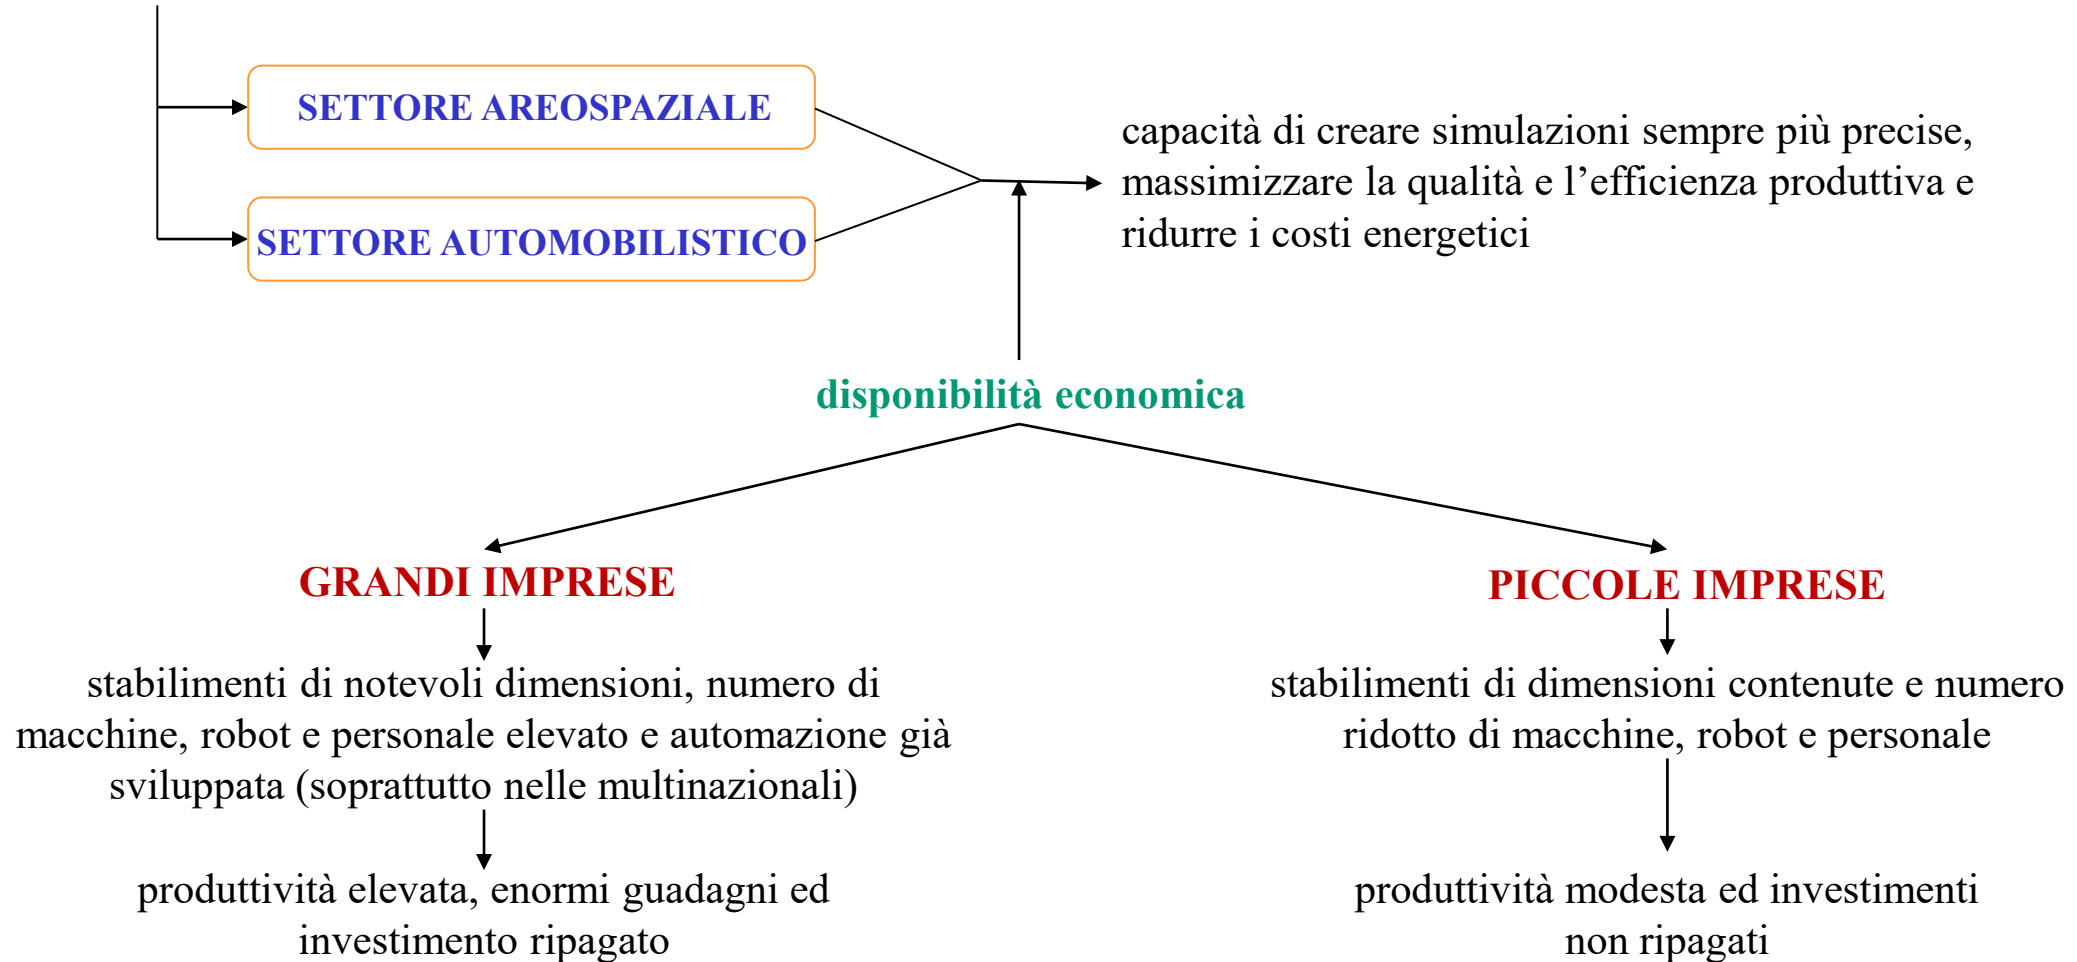 SETTORE AREOSPAZIALE
SETTORE AUTOMOBILISTICO
capacità di creare simulazioni sempre più precise,
massimizzare la qualità e l’efficienza produttiva e
ridurre i costi energetici
disponibilità economica
GRANDI IMPRESE
stabilimenti di notevoli dimensioni, numero di
macchine, robot e personale elevato e automazione già
sviluppata (soprattutto nelle multinazionali)
produttività elevata, enormi guadagni ed
investimento ripagato
PICCOLE IMPRESE
stabilimenti di dimensioni contenute e numero
ridotto di macchine, robot e personale
produttività modesta ed investimenti
non ripagati